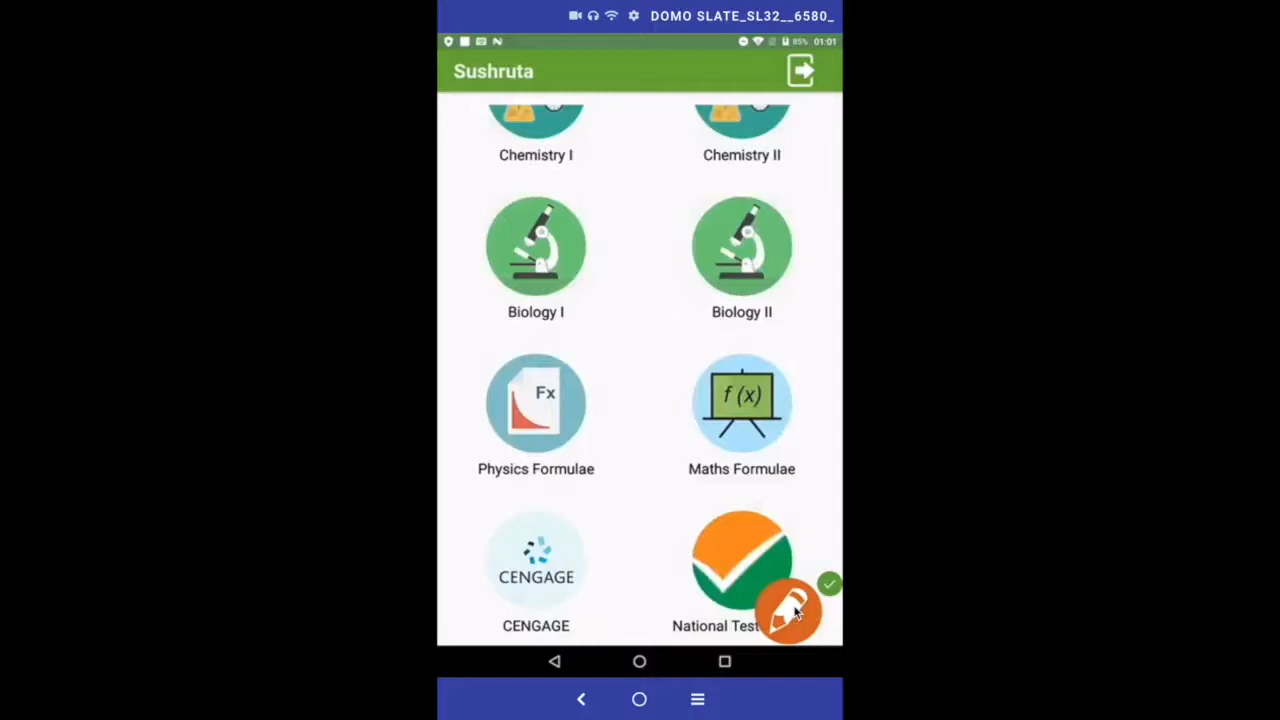 DOMO SLATE_SL32__6580_
85% 01:01
Sushruta
Chemistry I
Chemistry II
Biology I
Biology II
Fx
f (x)
Physics Formulae
Maths Formulae
CENGAGE
CENGAGE
National Test